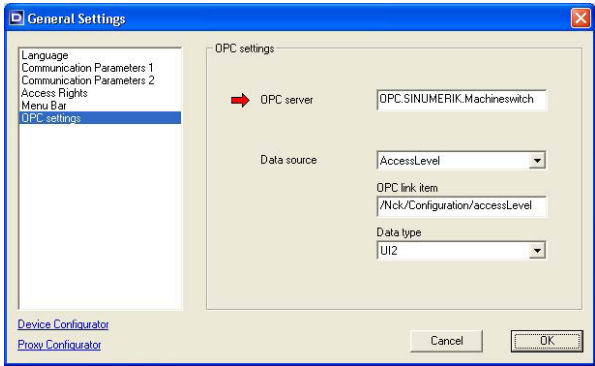 General Settings
Language
Communication Parameters 1
Communication Parameters 2
Access Rights
Menu Bar
OPC settings
OPC settings
OPC server
OPC.SINUMERIK.Machineswitch
Data source
AccessLevel
OPC link item
/Nck/Configuration/accessLevel
Data type
UI2
Device Configurator
Proxy Configurator
Cancel
OK